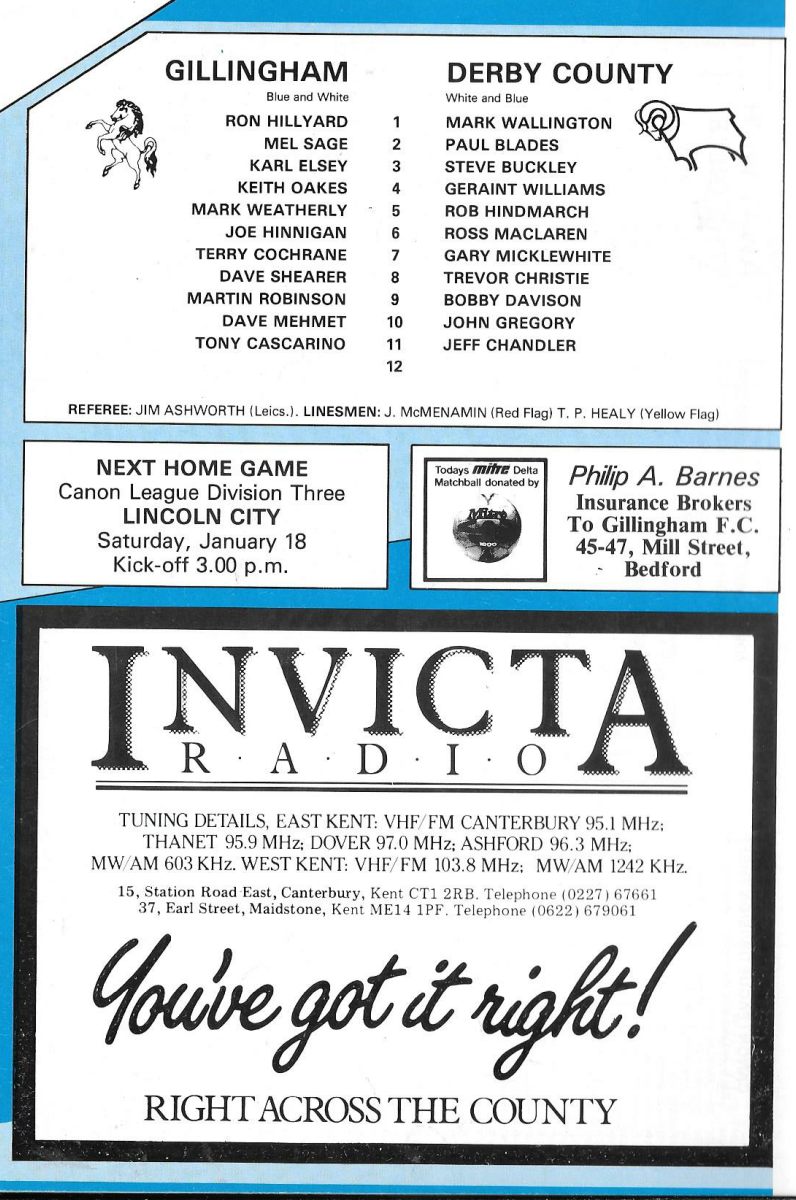 GILLINGHAM DERBY COUNTY
Blue and White White and Blue
RON HILLYARD 1 MARK WALLINGTON
MEL SAGE 2 PAUL BLADES
KARL ELSEY 3 STEVE BUCKLEY
KEITH OAKES 4 GERAINT WILLIAMS
MARK WEATHERLY 5 ROB HINDMARCH
JOE HINNIGAN 6 ROSS MACLAREN
TERRY COCHRANE 7 GARY MICKLEWHITE
DAVE SHEARER 8 TREVOR CHRISTIE
MARTIN ROBINSON 9 BOBBY DAVISON
DAVE MEHMET 10 JOHN GREGORY
TONY CASCARINO 11 JEFF CHANDLER
12
REFEREE: JIM ASHWORTH (Leics.). LINESMEN: J. McMENAMIN (Red Flag) T. P. HEALY (Yellow Flag)
NEXT HOME GAME
Canon League Division Three
LINCOLN CITY
Saturday, January 18
Kick-off 3.00 p.m.
Todays mitre Delta
Matchball donated by
Mitre
Philip A. Barnes
Insurance Brokers
To Gillingham F.C.
45-47, Mill Street,
Bedford
INVICTA
R·A·D·I·O
TUNING DETAILS, EAST KENT: VHF/FM CANTERBURY 95.1 MHz;
THANET 95.9 MHz; DOVER 97.0 MHz; ASHFORD 96.3 MHz;
MW/AM 603 KHz. WEST KENT: VHF/FM 103.8 MHz; MW/AM 1242 KHz.
15, Station Road East, Canterbury, Kent CT1 2RB. Telephone (0227) 67661
37, Earl Street, Maidstone, Kent ME14 1PF. Telephone (0622) 679061
You've got it right!
RIGHT ACROSS THE COUNTY